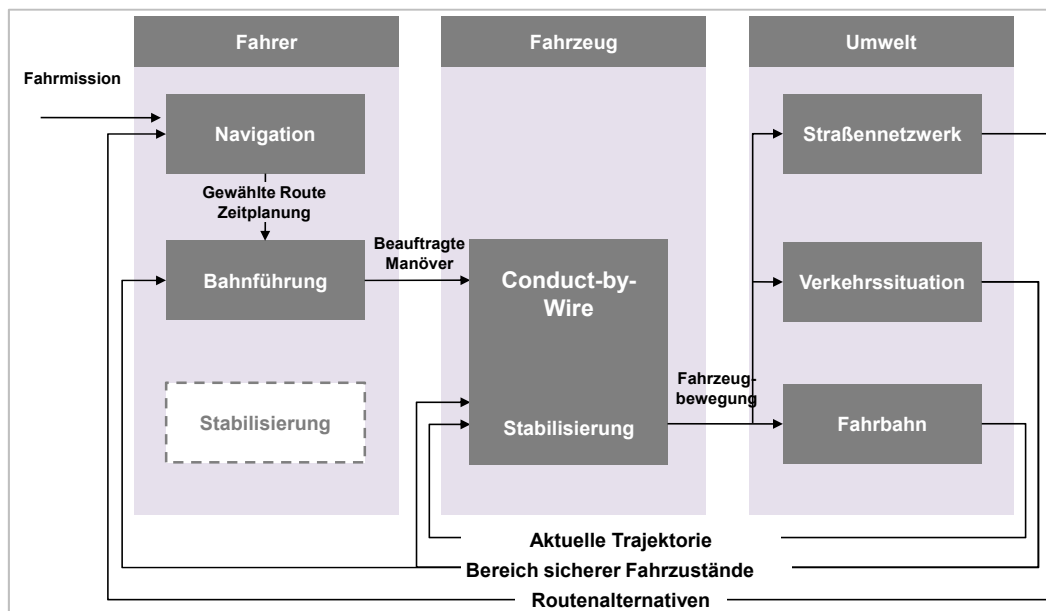 Fahrer
Fahrzeug
Umwelt
Fahrmission
Navigation
Straßennetzwerk
Gewählte Route
Zeitplanung
Beauftragte
Manöver
Bahnführung
Conduct-by-
Wire
Verkehrssituation
Fahrzeug-
bewegung
Stabilisierung
Stabilisierung
Fahrbahn
Aktuelle Trajektorie
Bereich sicherer Fahrzustände
Routenalternativen